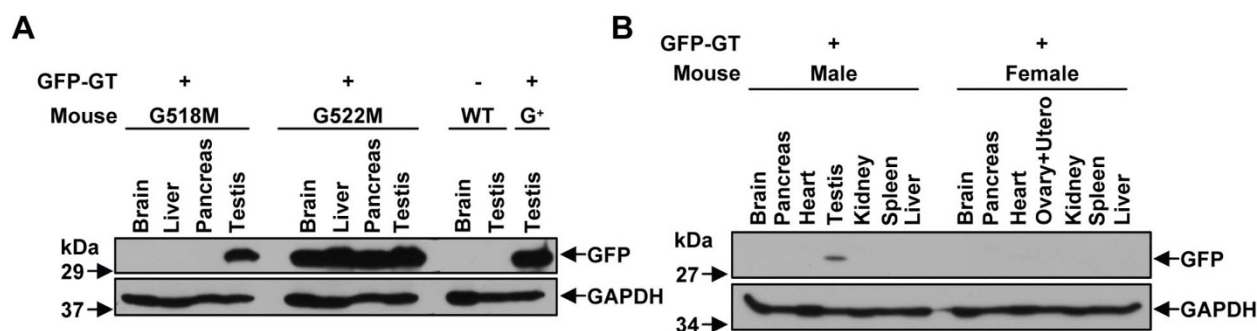 A
GFP-GT + + - +
Mouse G518M G522M WT G⁺
Brain Liver Pancreas Testis Brain Liver Pancreas Testis Brain Testis Testis
kDa
GFP
29
GAPDH
37
B
GFP-GT + +
Mouse Male Female
Brain Pancreas Heart Testis Kidney Spleen Liver Brain Pancreas Heart Ovary+Utero Kidney Spleen Liver
kDa
GFP
27
GAPDH
34